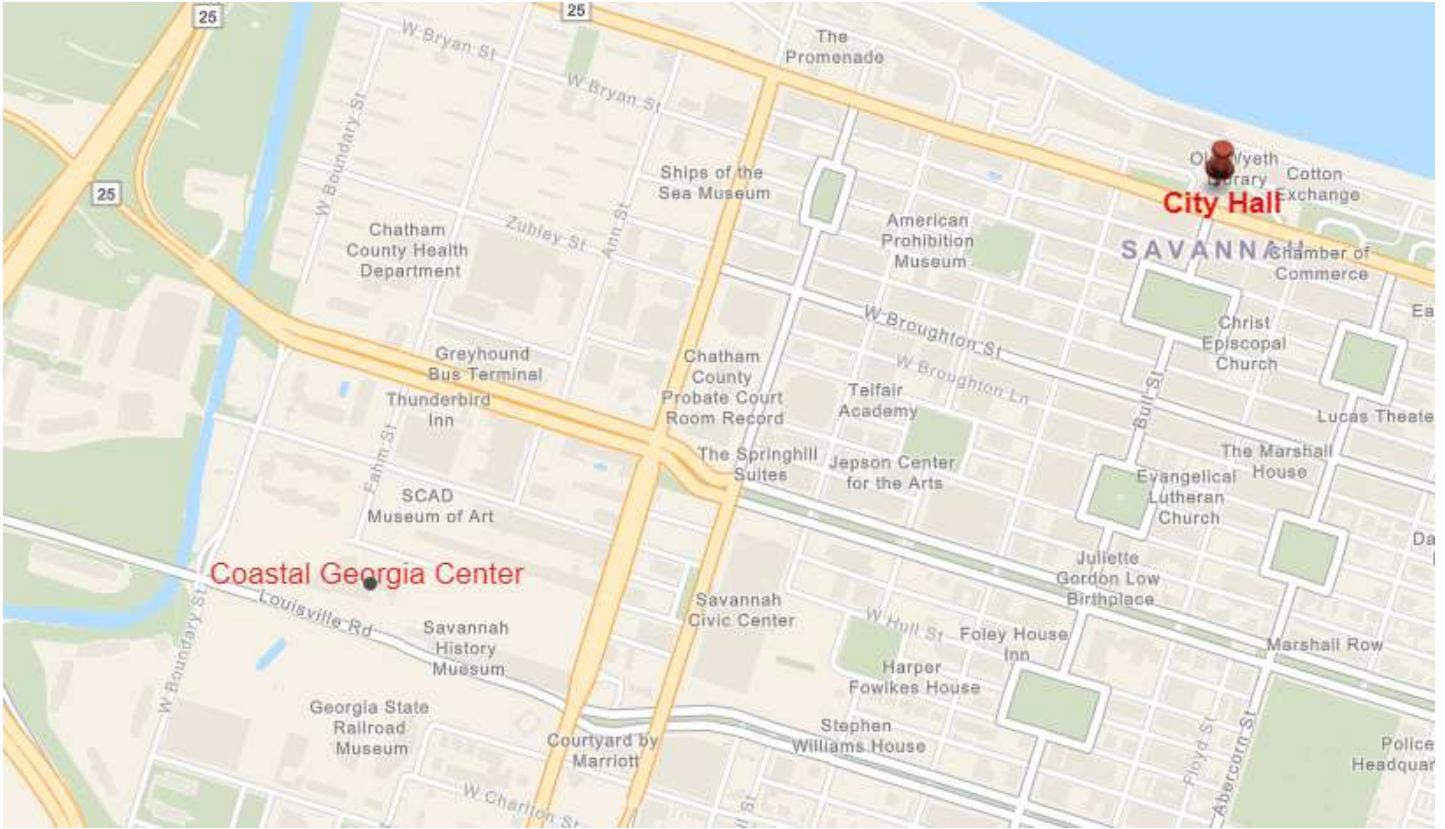 25
25
W Bryan St
The
Promenade
W Bryan St
W Boundary St
Ships of the
Sea Museum
Library
Cotton
Exchange
25
City Hall
American
Prohibition
Museum
Zubley St
Ann St
Chatham
County Health
Department
SAVANNAH
Chamber of
Commerce
W Broughton St
Christ
Episcopal
Church
Greyhound
Bus Terminal
Chatham
County
Probate Court
Room Record
W Broughton Ln
Thunderbird
Inn
Telfair
Academy
Bull St
Fahm St
The Springhill
Suites
Jepson Center
for the Arts
The Marshall
House
Evangelical
Lutheran
Church
SCAD
Museum of Art
Juliette
Gordon Low
Birthplace
Coastal Georgia Center
Louisville Rd
W Boundary St
Savannah
Civic Center
W Hull St
Foley House
Inn
Marshall Row
Savannah
History
Muesum
Harper
Fowlkes House
Georgia State
Railroad
Museum
Courtyard by
Marriott
Stephen
Williams House
Floyd St
Abercorn St
Police
W Charlton St
St